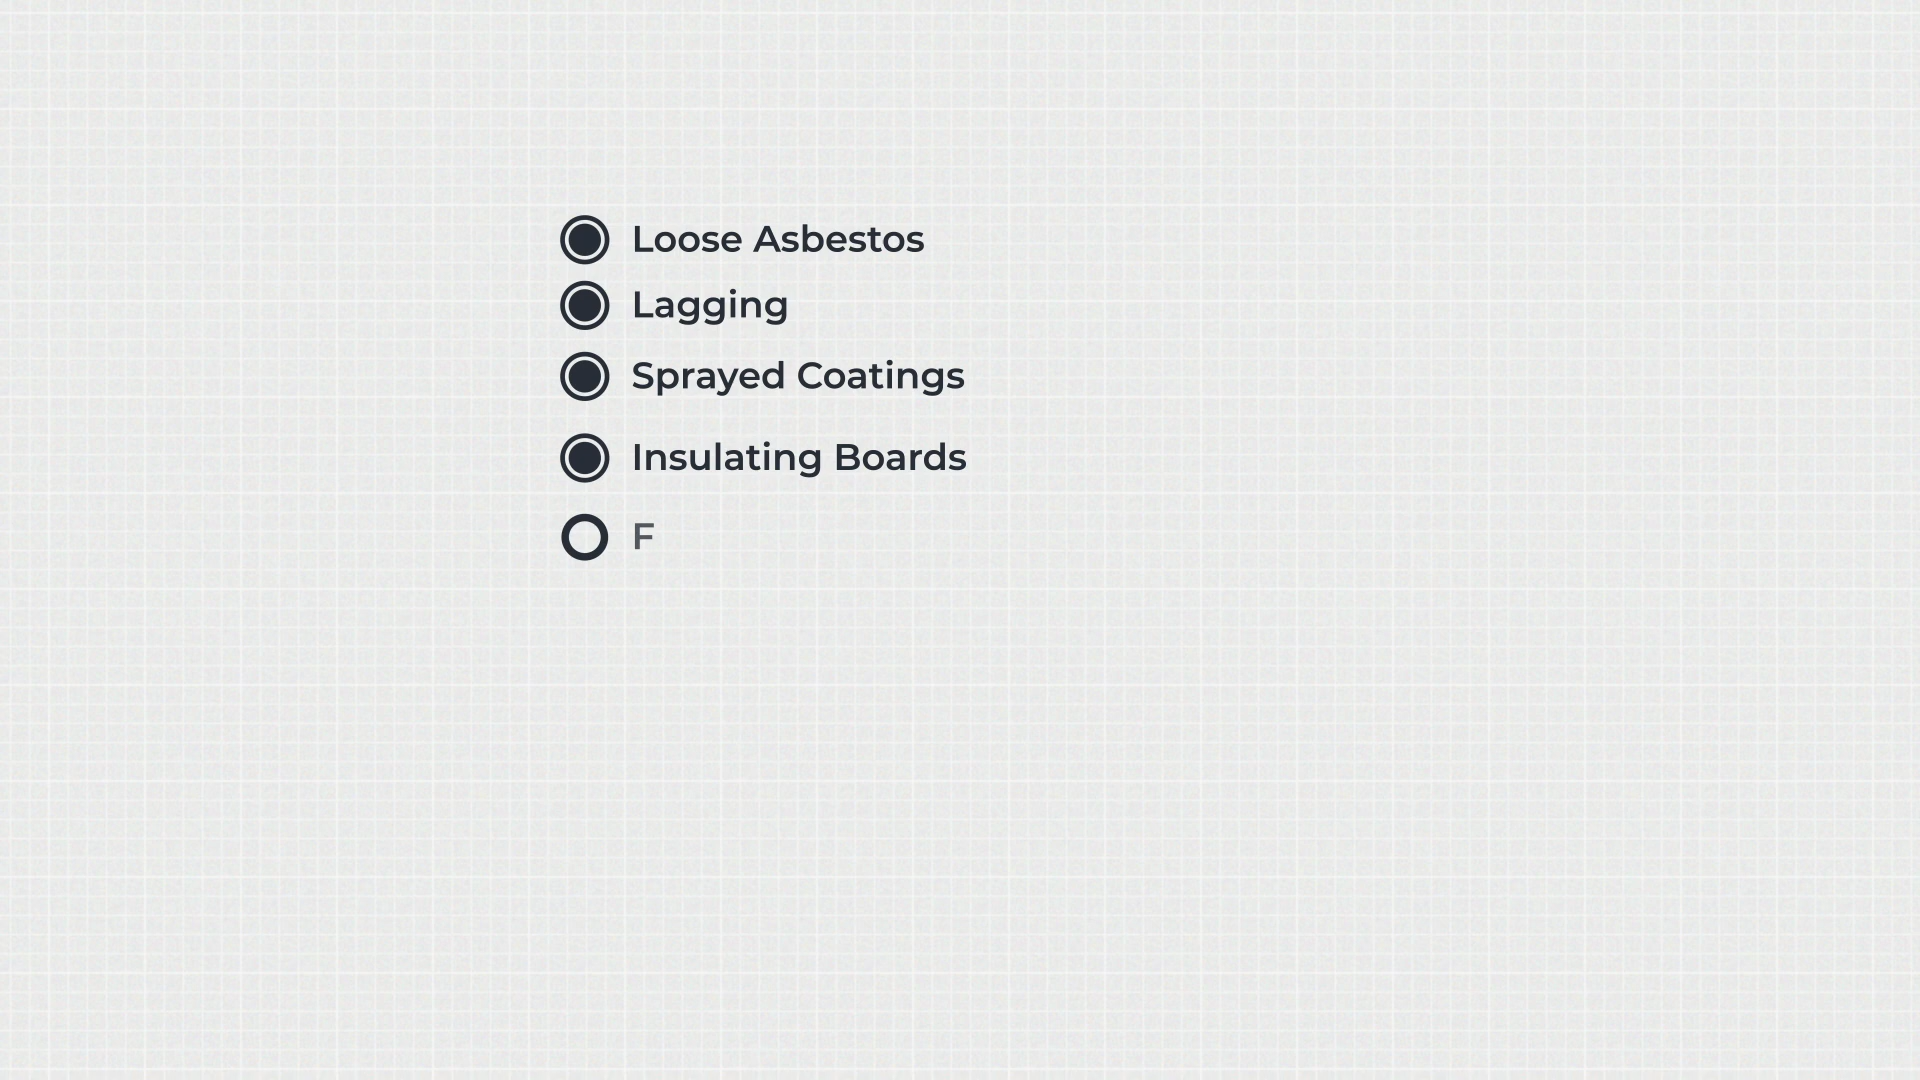 Loose Asbestos
Lagging
Sprayed Coatings
Insulating Boards
F